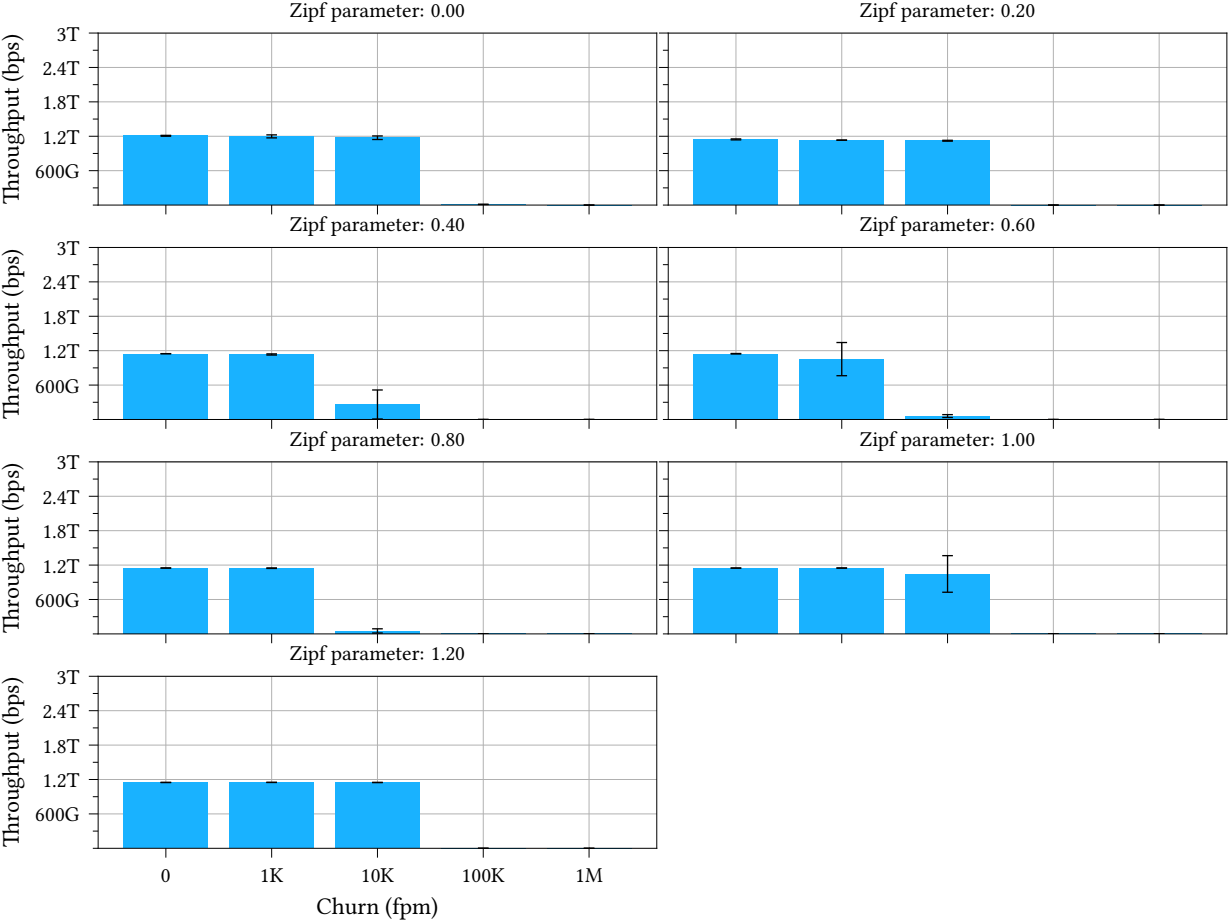 Zipf parameter: 0.00
Zipf parameter: 0.20
Throughput (bps)
3T
2.4T
1.8T
1.2T
600G
Zipf parameter: 0.40
Zipf parameter: 0.60
Throughput (bps)
3T
2.4T
1.8T
1.2T
600G
Zipf parameter: 0.80
Zipf parameter: 1.00
Throughput (bps)
3T
2.4T
1.8T
1.2T
600G
Zipf parameter: 1.20
Throughput (bps)
3T
2.4T
1.8T
1.2T
600G
0 1K 10K 100K 1M
Churn (fpm)